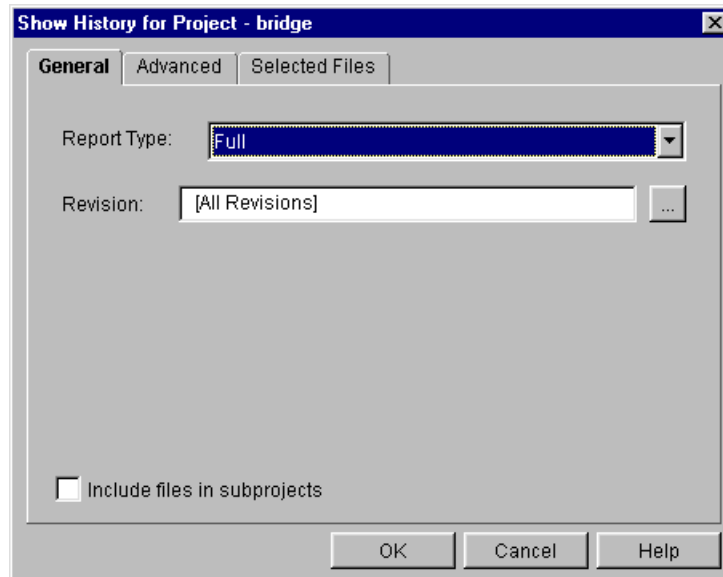 Show History for Project - bridge
General Advanced Selected Files
Report Type: Full
Revision: [All Revisions] ...
Include files in subprojects
OK Cancel Help